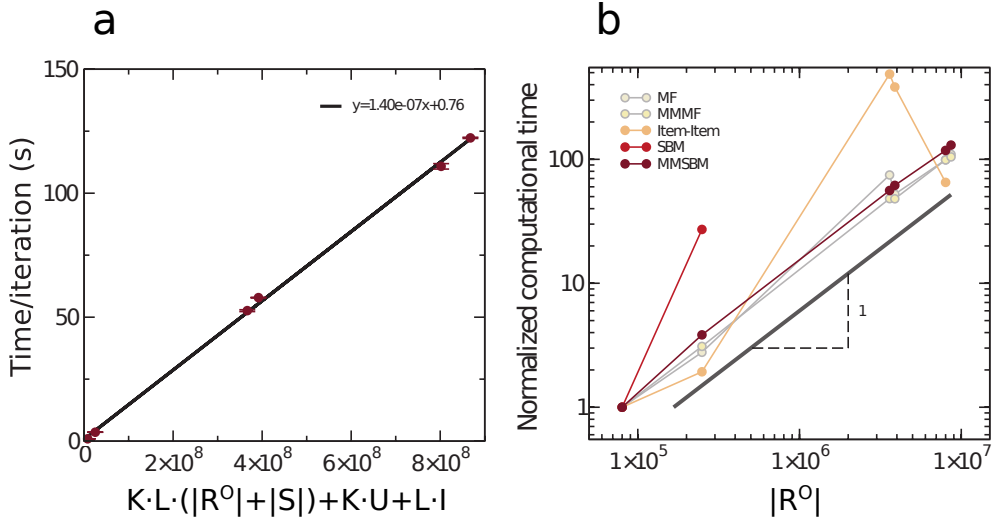 a
150
100
50
0
Time/iteration (s)
y=1.40e-07x+0.76
0
2×10⁸
4×10⁸
6×10⁸
8×10⁸
K·L·(|Rᴼ|+|S|)+K·U+L·I
b
Normalized computational time
100
10
1
MF
MMMF
Item-Item
SBM
MMSBM
1
1×10⁵
1×10⁶
1×10⁷
|Rᴼ|